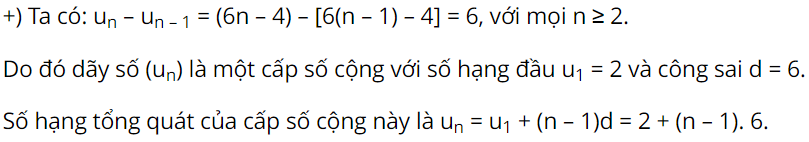 +) Ta có: uₙ – uₙ ₋ ₁ = (6n – 4) – [6(n – 1) – 4] = 6, với mọi n ≥ 2.
Do đó dãy số (uₙ) là một cấp số cộng với số hạng đầu u₁ = 2 và công sai d = 6.
Số hạng tổng quát của cấp số cộng này là uₙ = u₁ + (n – 1)d = 2 + (n – 1). 6.